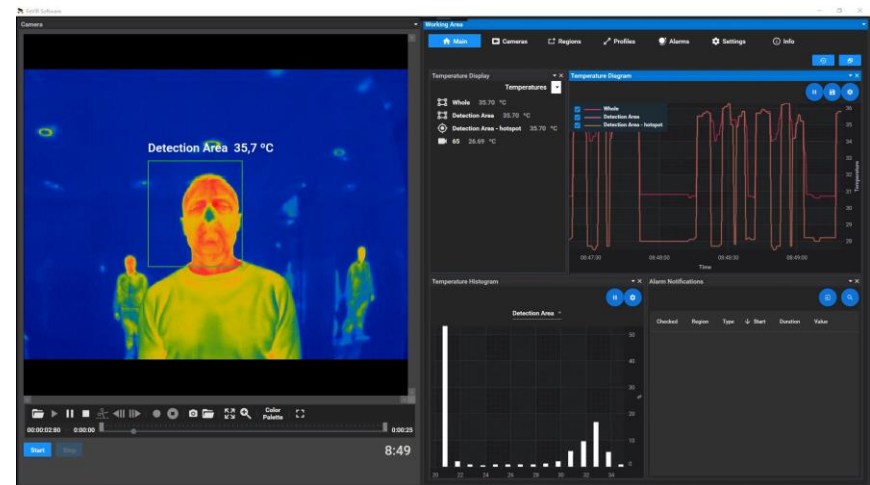 FeVIR Software
Camera
Detection Area 35,7 ºC
Color
Palette
00:00:02:80 0:00:00
0:00:25
Start Stop
8:49
Working Area
Main Cameras Regions Profiles Alarms Settings Info
Temperature Display
Temperatures
Whole 35.70 °C
Detection Area 35.70 °C
Detection Area - hotspot 35.70 °C
65 26.69 °C
Temperature Diagram
Whole
Detection Area
Detection Area - hotspot
36
35
34
33
32
31
30
29
28
Temperature
08:47:30 08:48:00 08:48:30 08:49:00
Time
Temperature Histogram
Detection Area
50
40
30
20
10
0
%
20 22 24 26 28 30 32 34
Alarm Notifications
Checked Region Type Start Duration Value